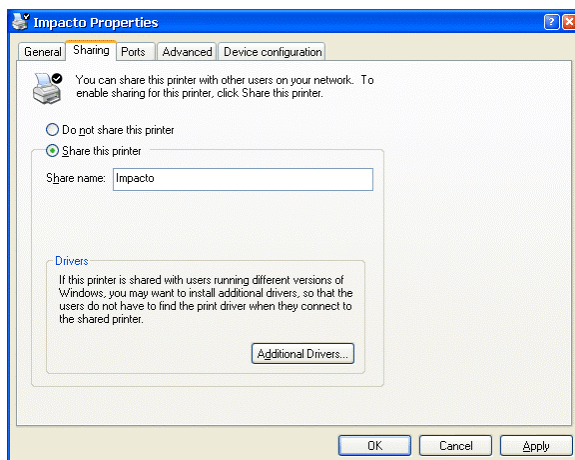 Impacto Properties
General Sharing Ports Advanced Device configuration
You can share this printer with other users on your network. To
enable sharing for this printer, click Share this printer.
Do not share this printer
Share this printer
Share name: Impacto
Drivers
If this printer is shared with users running different versions of
Windows, you may want to install additional drivers, so that the
users do not have to find the print driver when they connect to
the shared printer.
Additional Drivers...
OK Cancel Apply